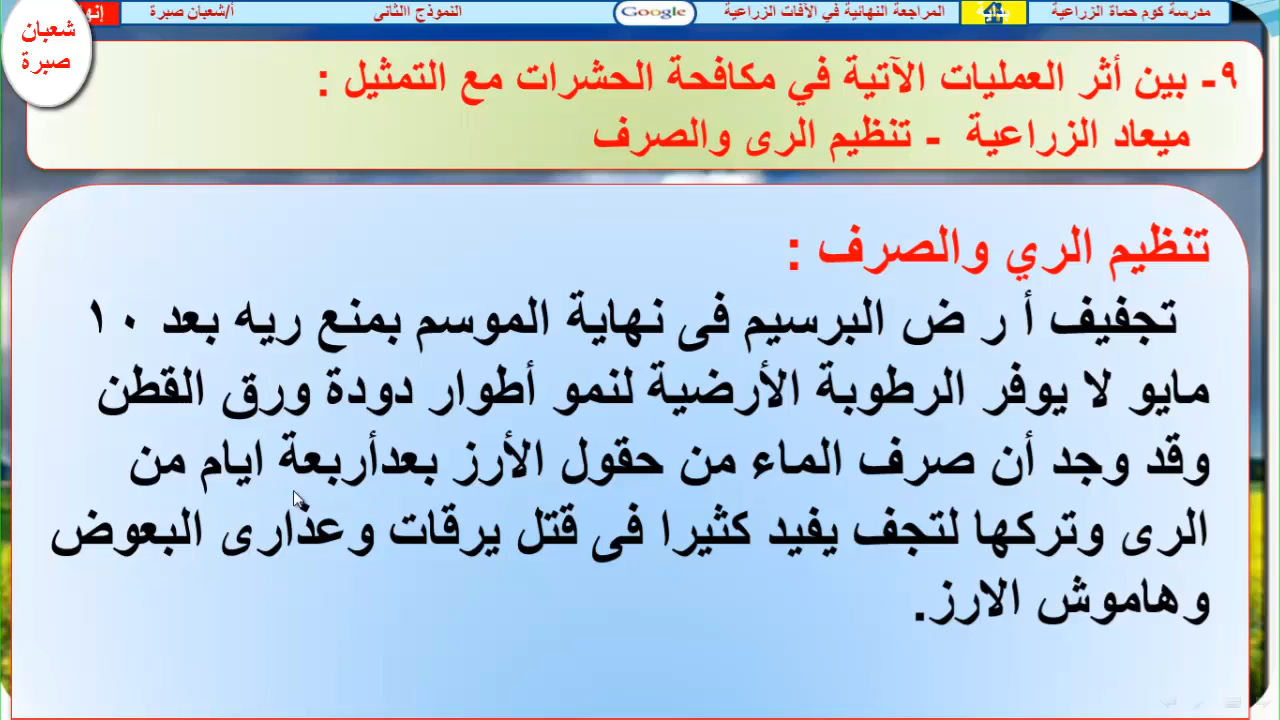 مدرسة كوم حماة الزراعية
بداية
المراجعة النهائية في الآفات الزراعية
Google
النموذج االثانى
أ/شعبان صبرة
إنها
شعبان
صبرة
٩- بين أثر العمليات الآتية في مكافحة الحشرات مع التمثيل :
ميعاد الزراعية - تنظيم الرى والصرف
تنظيم الري والصرف :
تجفيف أ ر ض البرسيم فى نهاية الموسم بمنع ريه بعد ١٠
مايو لا يوفر الرطوبة الأرضية لنمو أطوار دودة ورق القطن
وقد وجد أن صرف الماء من حقول الأرز بعدأربعة ايام من
الرى وتركها لتجف يفيد كثيرا فى قتل يرقات وعذارى البعوض
وهاموش الارز.